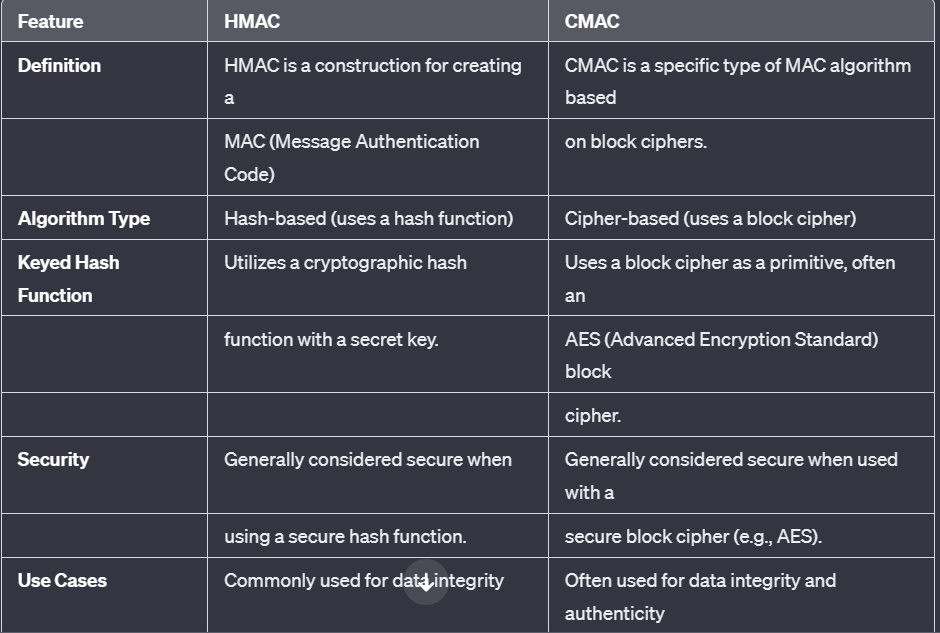 Feature HMAC CMAC
Definition HMAC is a construction for creating CMAC is a specific type of MAC algorithm
a based
MAC (Message Authentication on block ciphers.
Code)
Algorithm Type Hash-based (uses a hash function) Cipher-based (uses a block cipher)
Keyed Hash Utilizes a cryptographic hash Uses a block cipher as a primitive, often
Function an
function with a secret key. AES (Advanced Encryption Standard)
block
cipher.
Security Generally considered secure when Generally considered secure when used
with a
using a secure hash function. secure block cipher (e.g., AES).
Use Cases Commonly used for data integrity Often used for data integrity and
authenticity